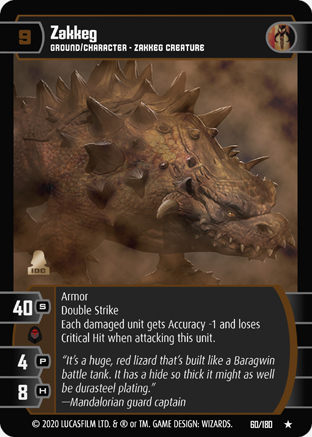 9
Zakkeg
GROUND/CHARACTER - ZAKKEG CREATURE
IDC
40 S
Armor
Double Strike
Each damaged unit gets Accuracy -1 and loses
Critical Hit when attacking this unit.
4 P
8 H
“It’s a huge, red lizard that’s built like a Baragwin
battle tank. It has a hide so thick it might as well
be durasteel plating.”
—Mandalorian guard captain
© 2020 LUCASFILM LTD. & ® or TM. GAME DESIGN: WIZARDS.
60/180 ★